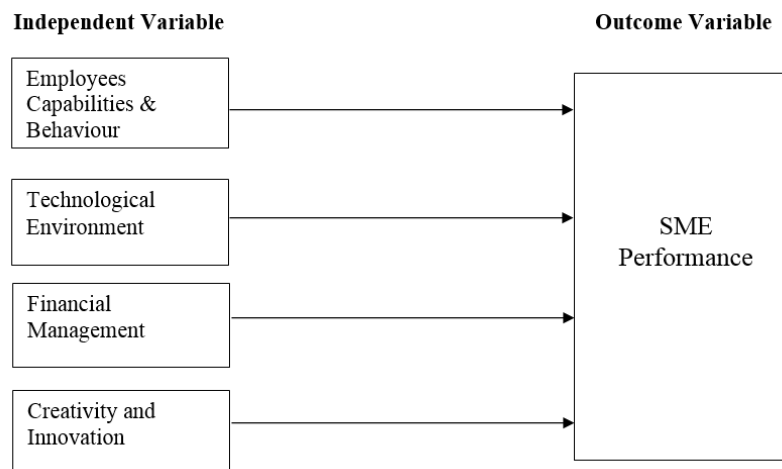 Independent Variable
Outcome Variable
Employees
Capabilities &
Behaviour
Technological
Environment
Financial
Management
Creativity and
Innovation
SME
Performance